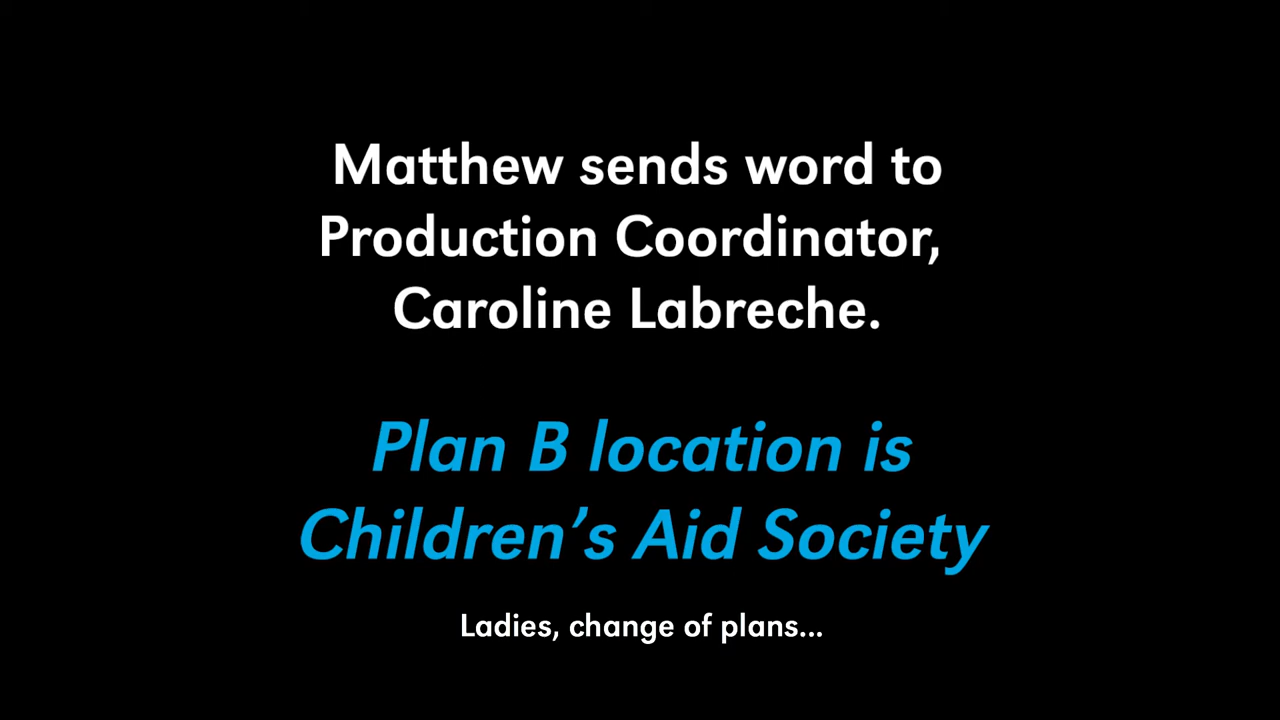 Matthew sends word to
Production Coordinator,
Caroline Labreche.
Plan B location is
Children’s Aid Society
Ladies, change of plans...